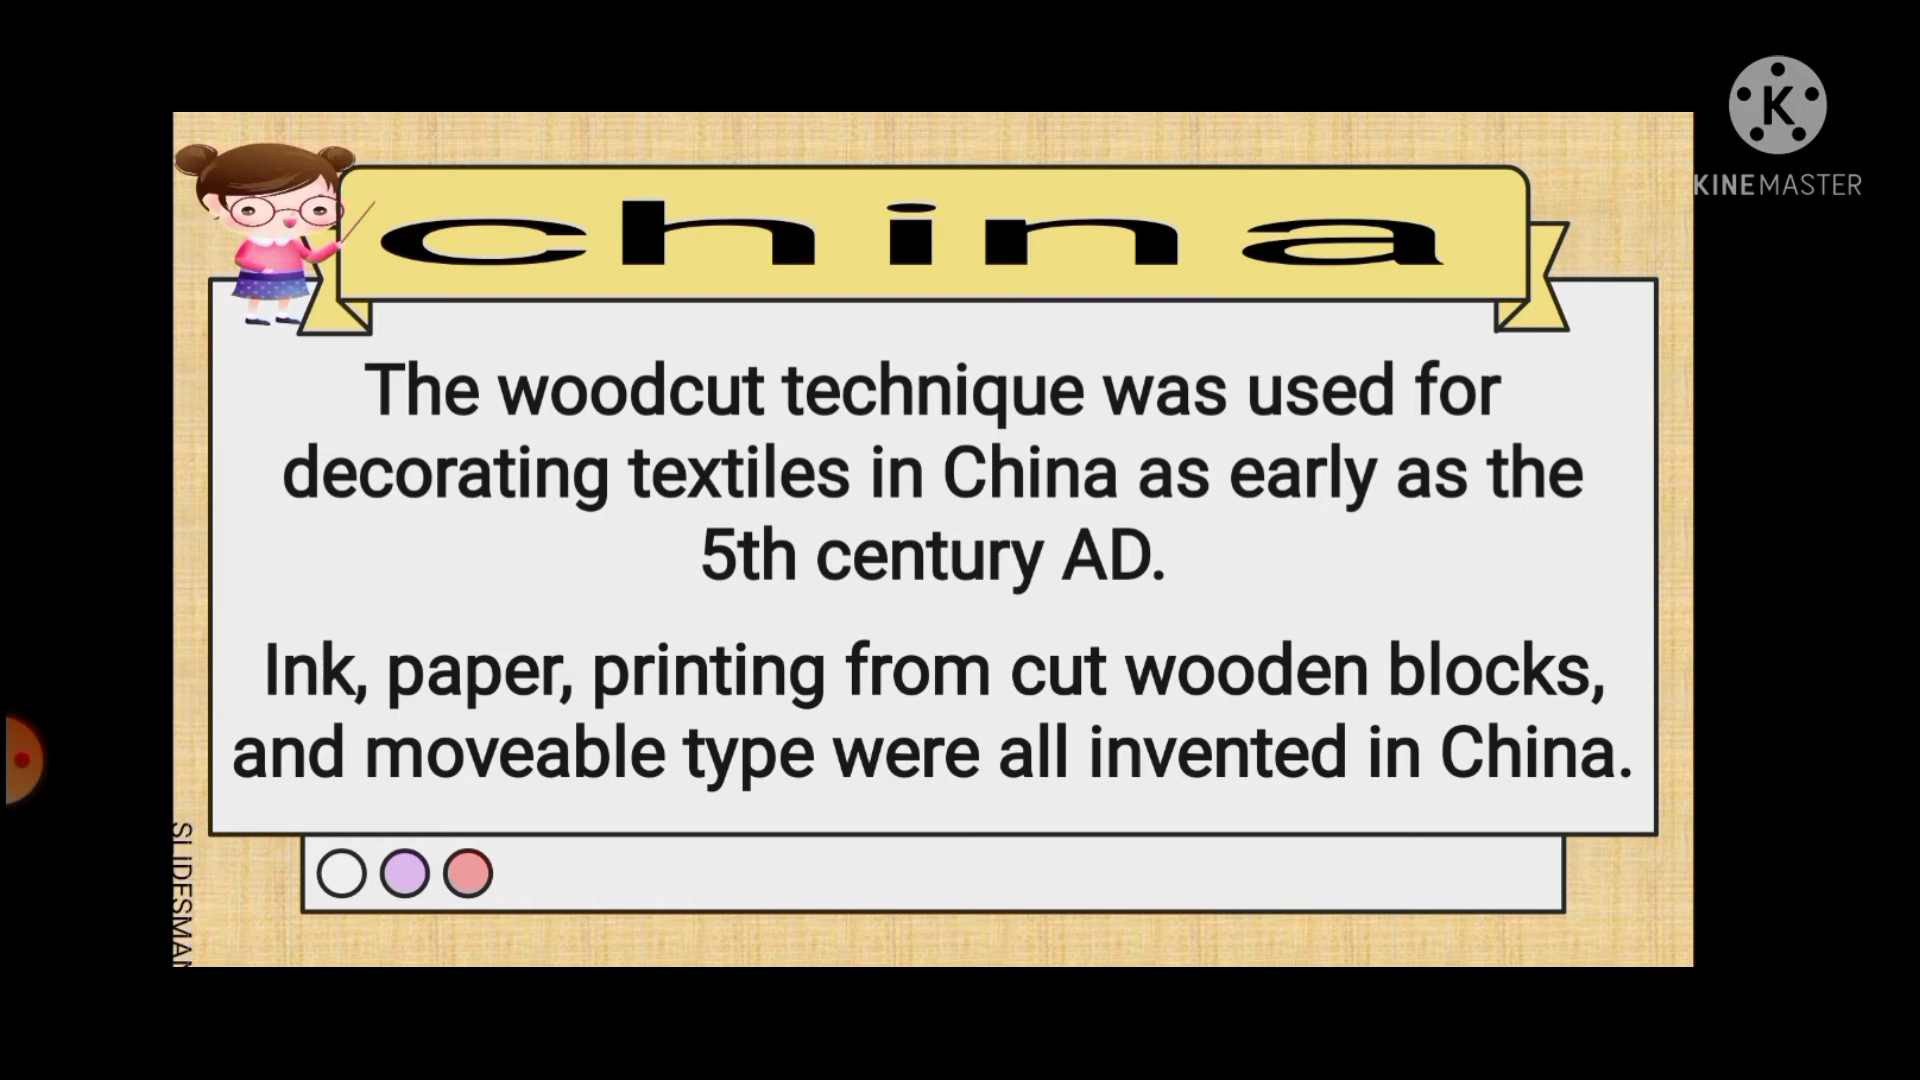 K
KINEMASTER
china
The woodcut technique was used for
decorating textiles in China as early as the
5th century AD.
Ink, paper, printing from cut wooden blocks,
and moveable type were all invented in China.